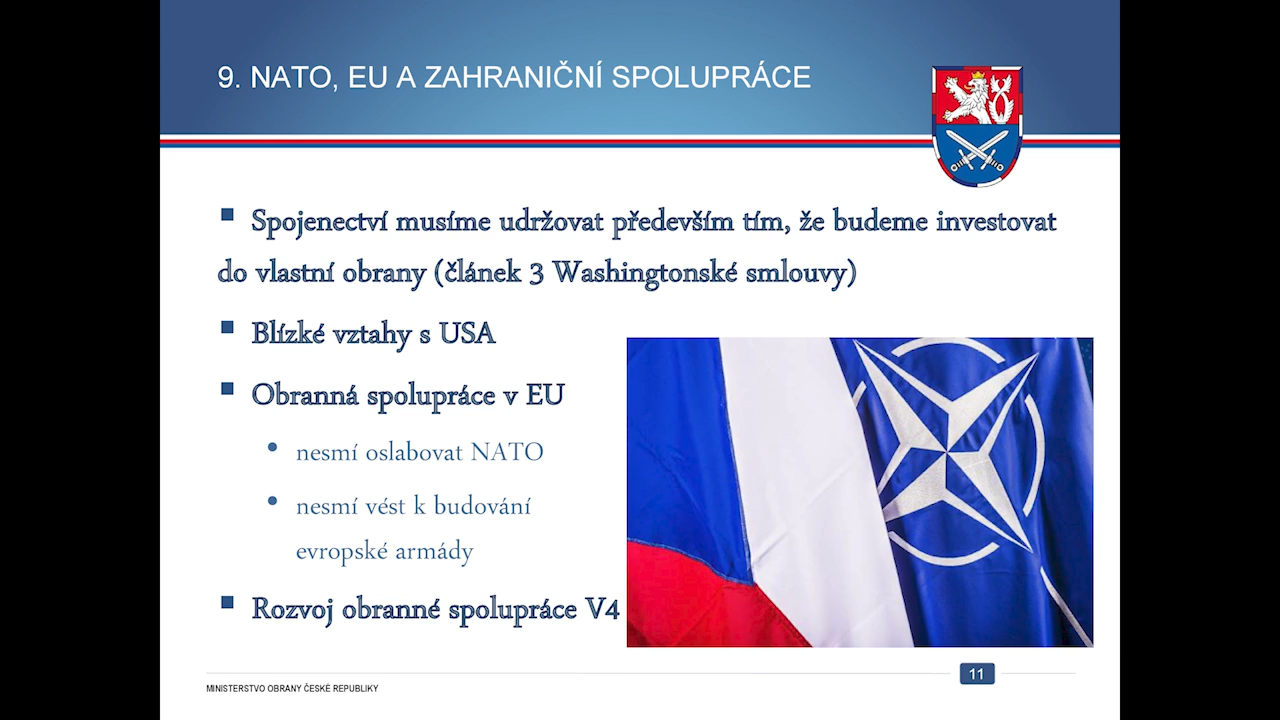 9. NATO, EU A ZAHRANIČNÍ SPOLUPRÁCE
Spojenectví musíme udržovat především tím, že budeme investovat
do vlastní obrany (článek 3 Washingtonské smlouvy)
Blízké vztahy s USA
Obranná spolupráce v EU
nesmí oslabovat NATO
nesmí vést k budování
evropské armády
Rozvoj obranné spolupráce V4
11
MINISTERSTVO OBRANY ČESKÉ REPUBLIKY